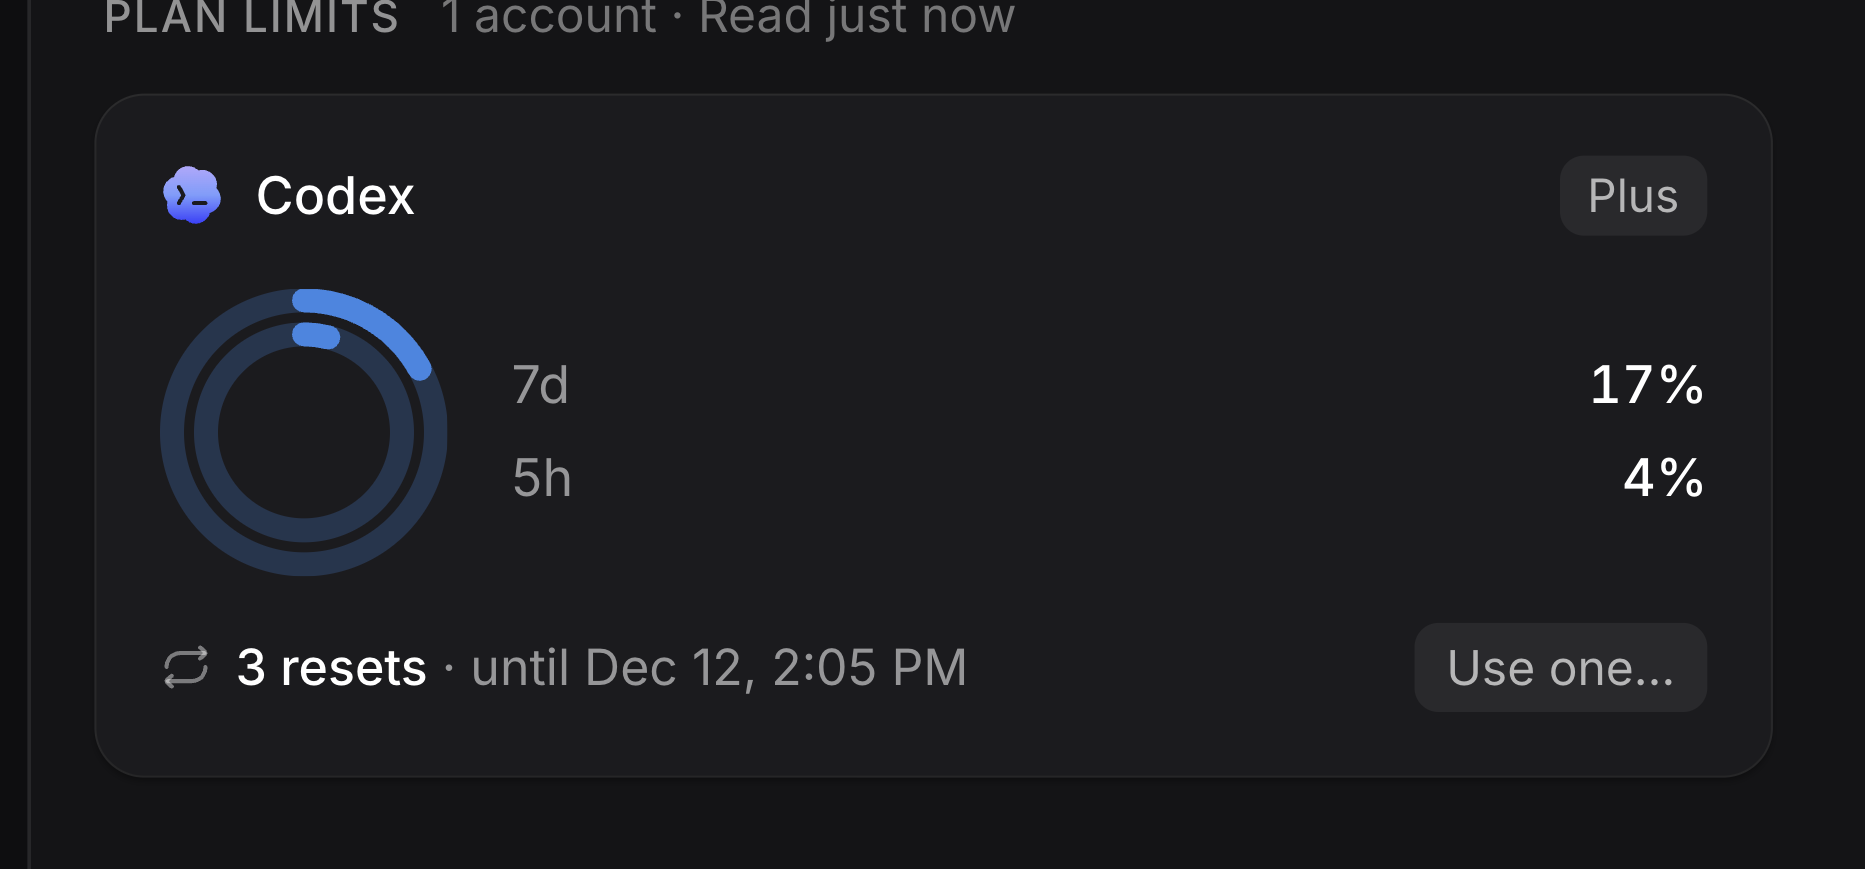 PLAN LIMITS 1 account · Read just now
Codex
Plus
7d 17%
5h 4%
3 resets · until Dec 12, 2:05 PM
Use one...